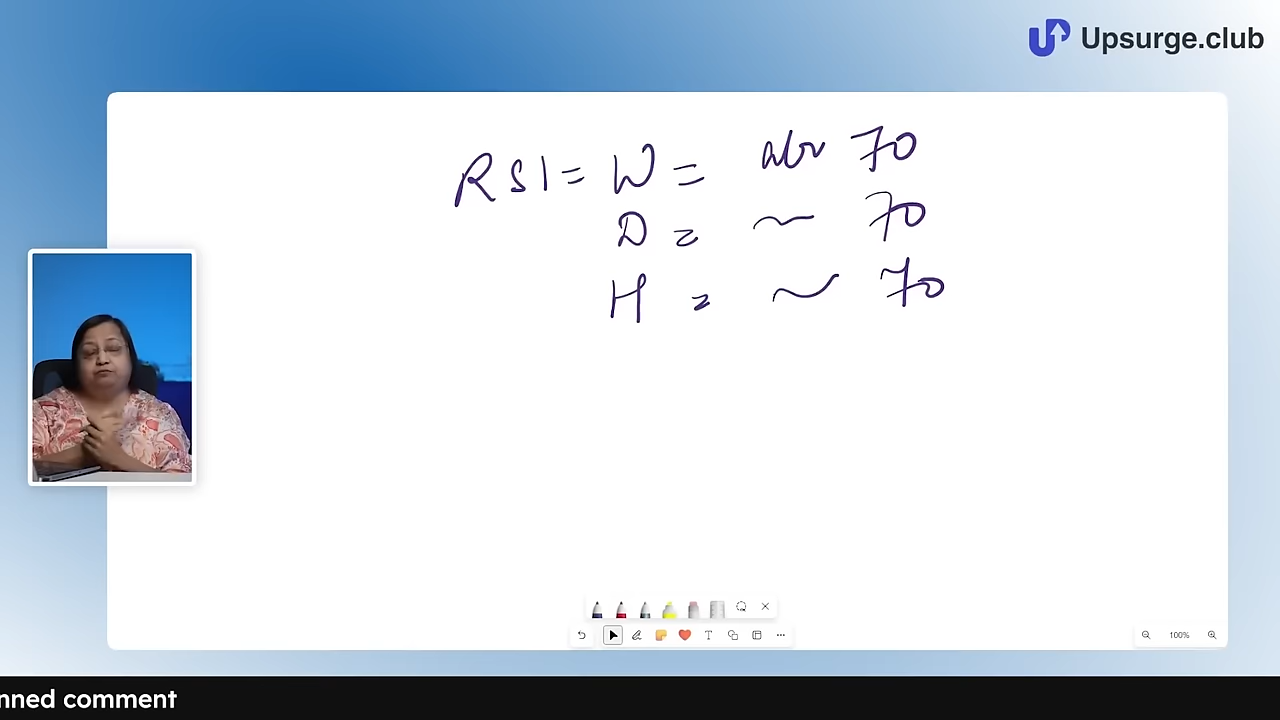 Upsurge.club
RSI = W = abv 70
D = ~ 70
H = ~ 70
100%
nned comment